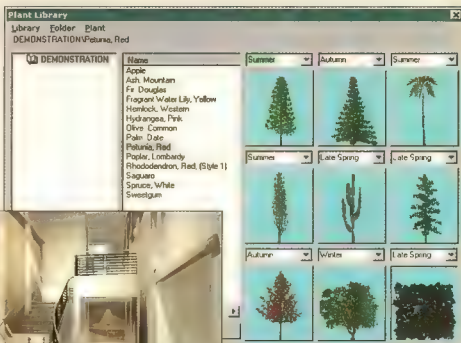 Plant Library
Library Folder Plant
DEMONSTRATION\Petunia, Red
DEMONSTRATION
Name
Apple
Ash, Mountain
Fir, Douglas
Fragrant Water Lily, Yellow
Hemlock, Western
Hydrangea, Pink
Olive, Common
Palm, Date
Petunia, Red
Poplar, Lombardy
Rhododendron, Red, (Style 1)
Saguaro
Spruce, White
Sweetgum
Summer Autumn Summer
Summer Late Spring Late Spring
Autumn Winter Late Spring